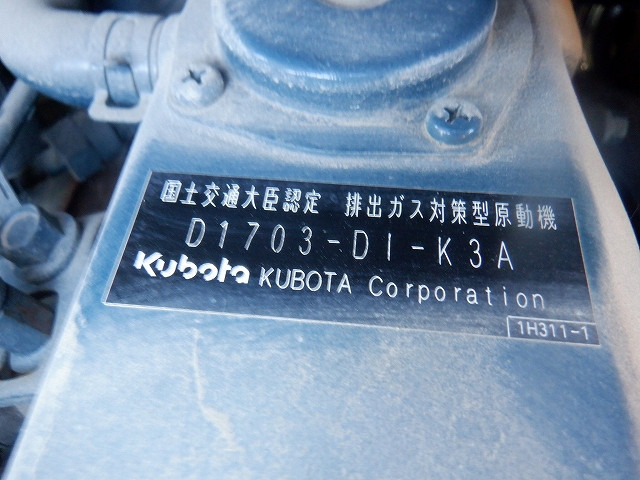 国土交通大臣認定 排出ガス対策型原動機
D1703-DI-K3A
Kubota KUBOTA Corporation
1H311-1